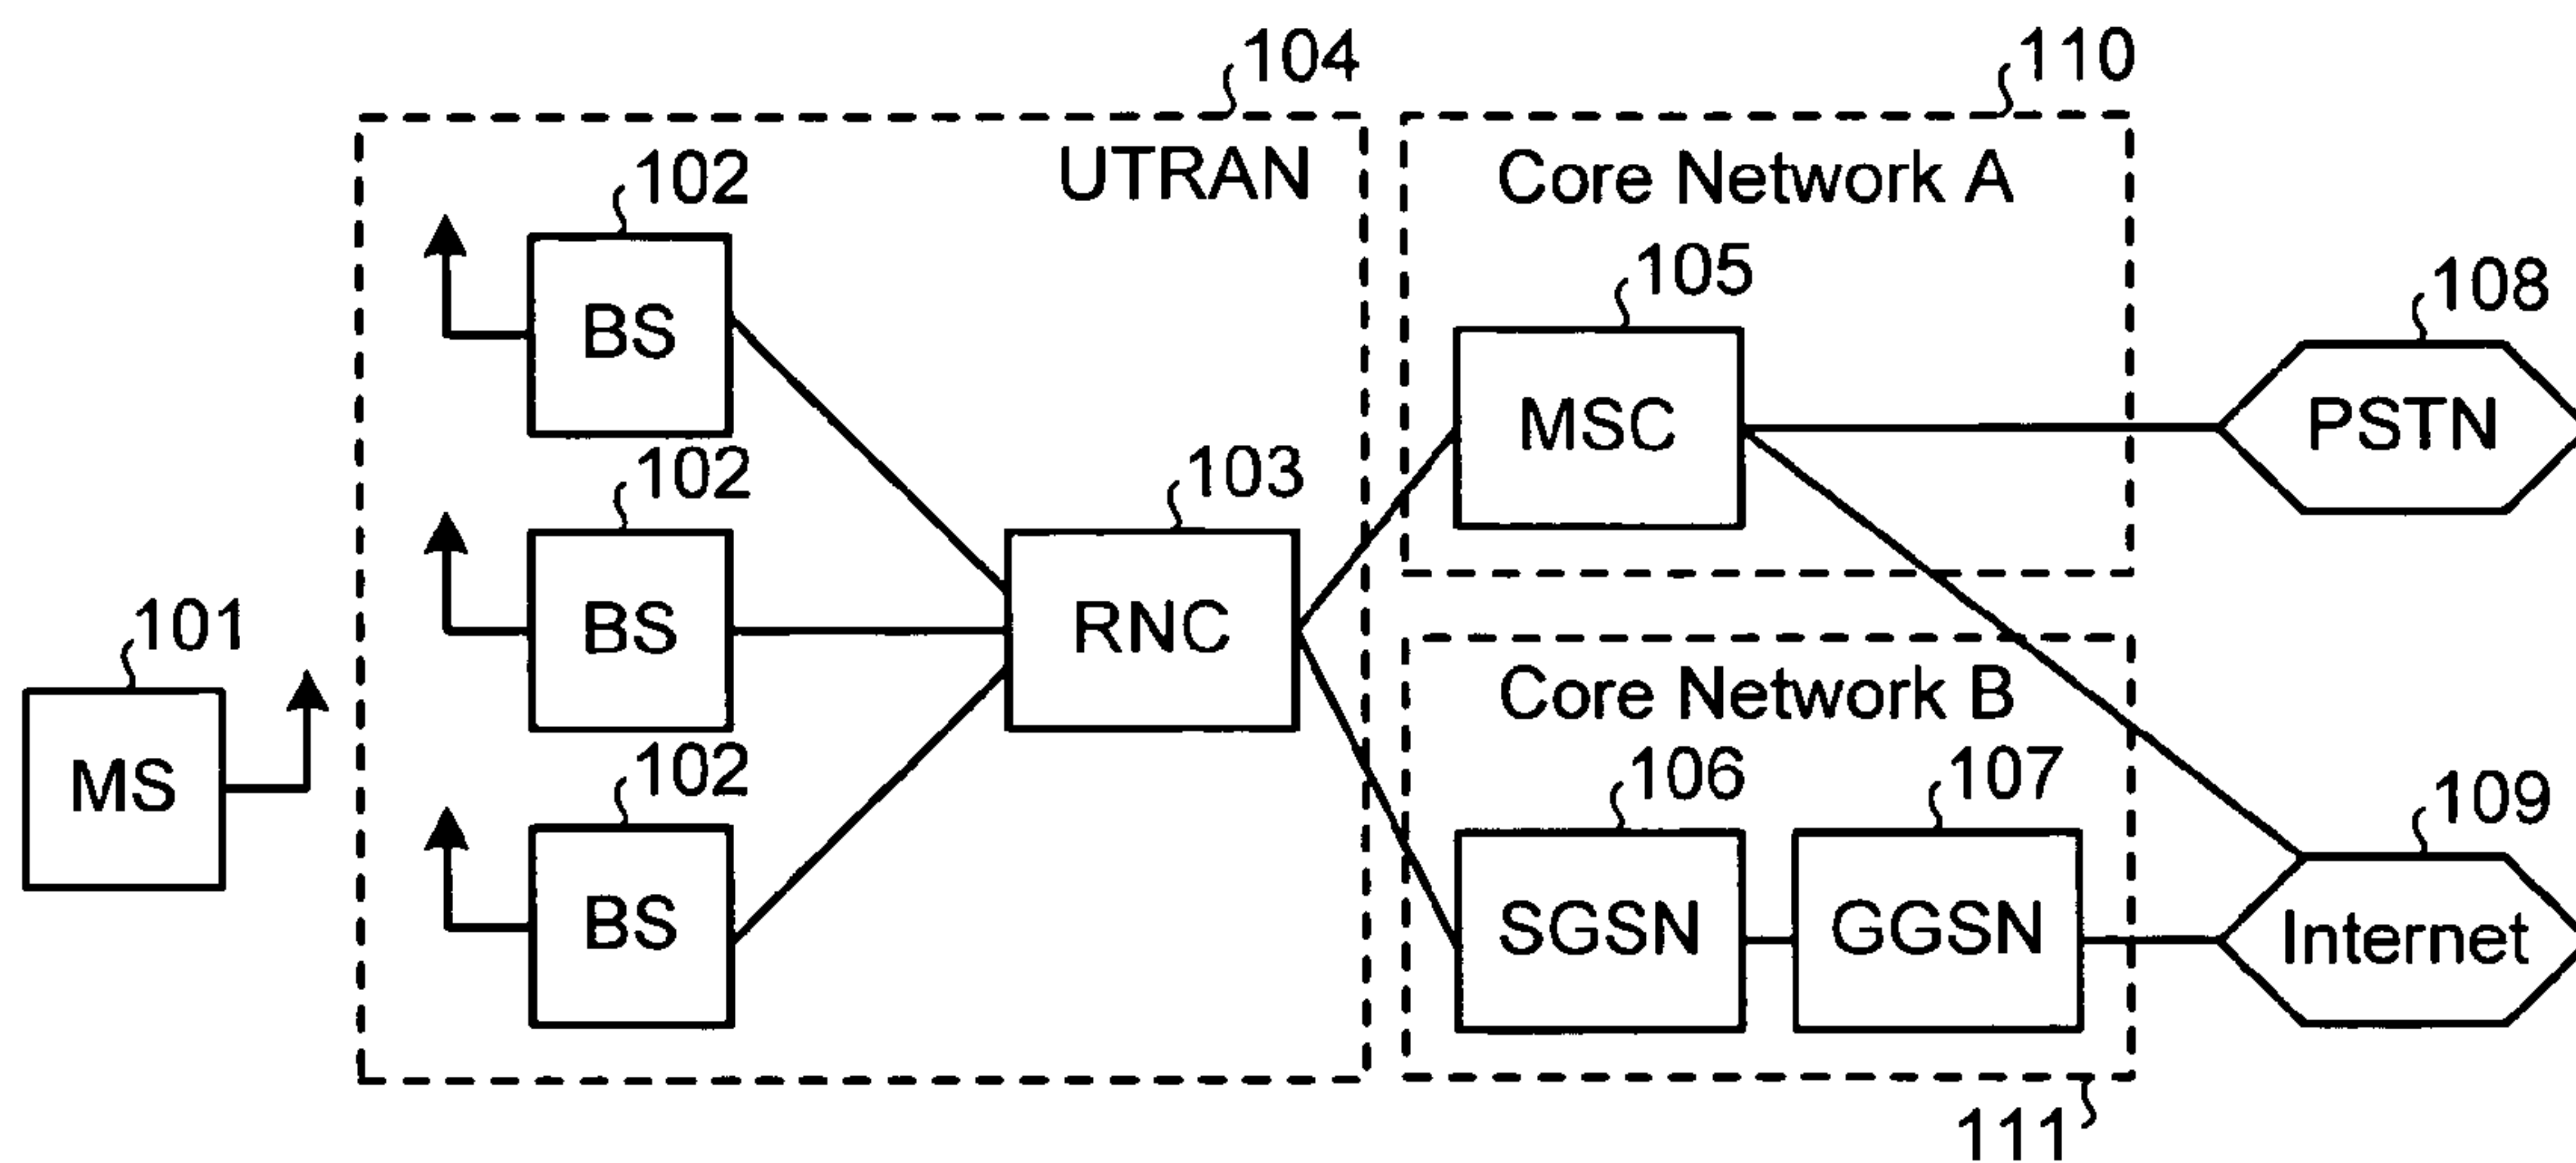 104
110
UTRAN
Core Network A
102
BS
105
MSC
108
PSTN
102
BS
103
RNC
101
MS
Core Network B
102
BS
106
SGSN
107
GGSN
109
Internet
111